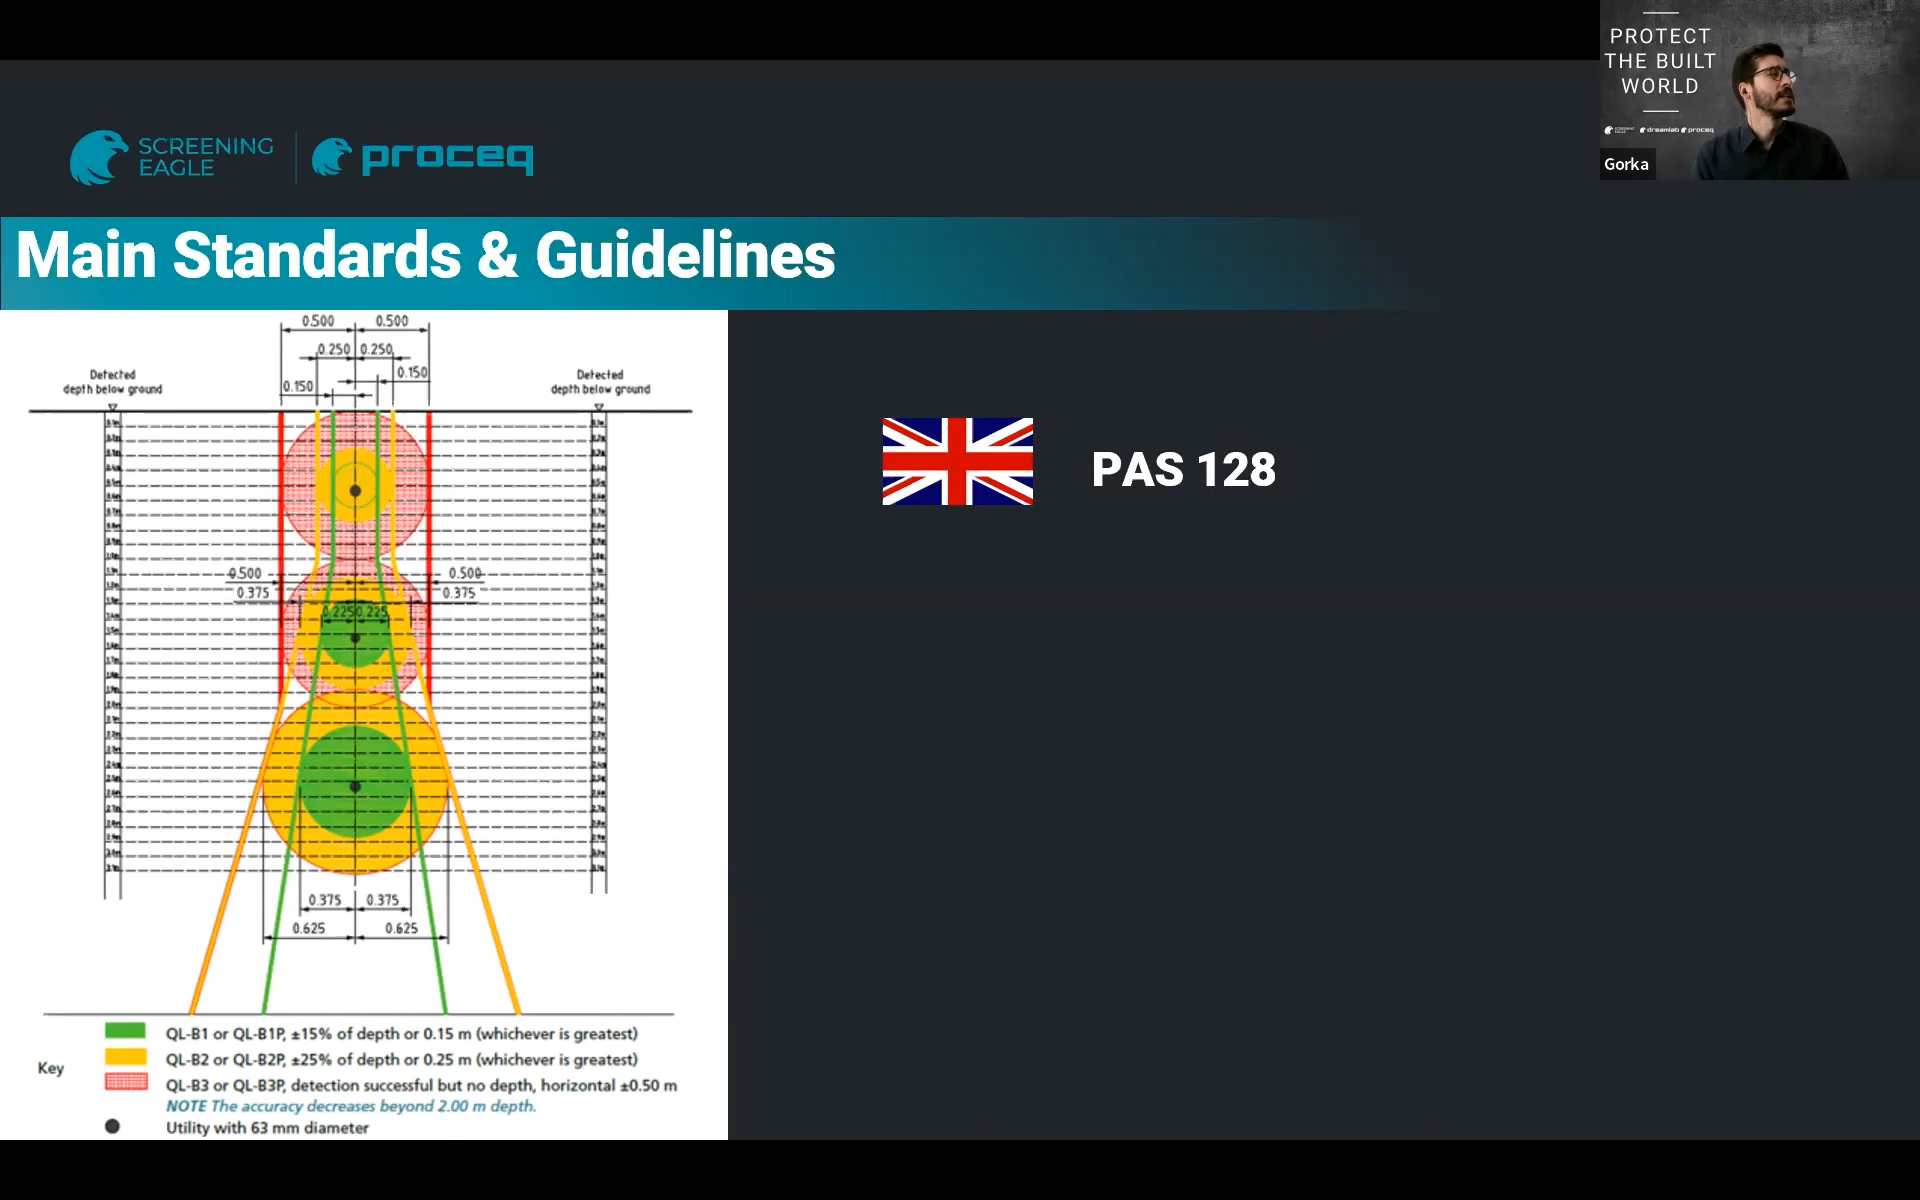 PROTECT
THE BUILT
WORLD
SCREENING
EAGLE
proceq
dreamlab proceq
Gorka
Main Standards & Guidelines
0.500 0.500
0.250 0.250
0.150
0.150
Detected
depth below ground
Detected
depth below ground
0.500 0.500
0.375 0.375
0.225 0.225
0.375 0.375
0.625 0.625
PAS 128
Key
QL-B1 or QL-B1P, ±15% of depth or 0.15 m (whichever is greatest)
QL-B2 or QL-B2P, ±25% of depth or 0.25 m (whichever is greatest)
QL-B3 or QL-B3P, detection successful but no depth, horizontal ±0.50 m
NOTE The accuracy decreases beyond 2.00 m depth.
Utility with 63 mm diameter